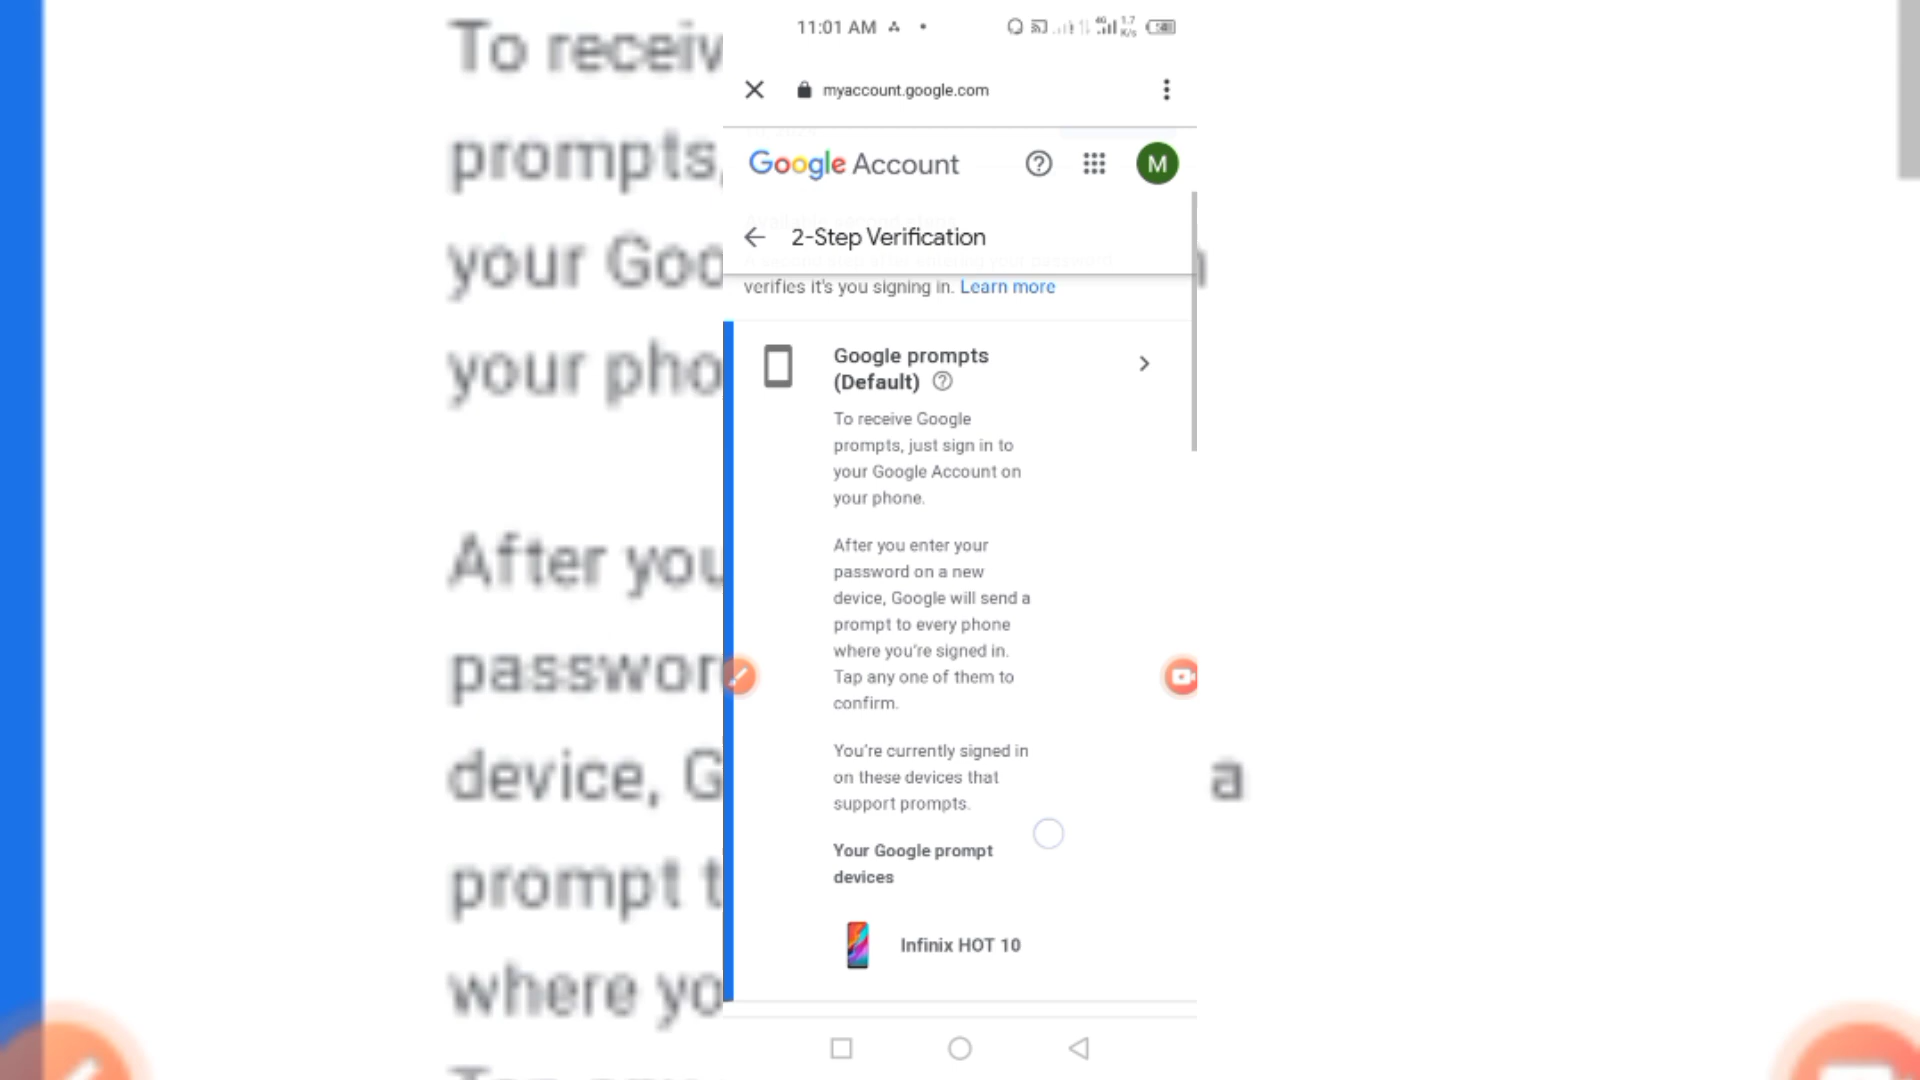 11:01 AM
4G 1.7 K/s
myaccount.google.com
Google Account
M
2-Step Verification
verifies it's you signing in. Learn more
Google prompts
(Default)
To receive Google
prompts, just sign in to
your Google Account on
your phone.
After you enter your
password on a new
device, Google will send a
prompt to every phone
where you're signed in.
Tap any one of them to
confirm.
You're currently signed in
on these devices that
support prompts.
Your Google prompt
devices
Infinix HOT 10
To receiv
prompts,
your Goo
your pho
After you
passwor
device, G
a
prompt t
where yo